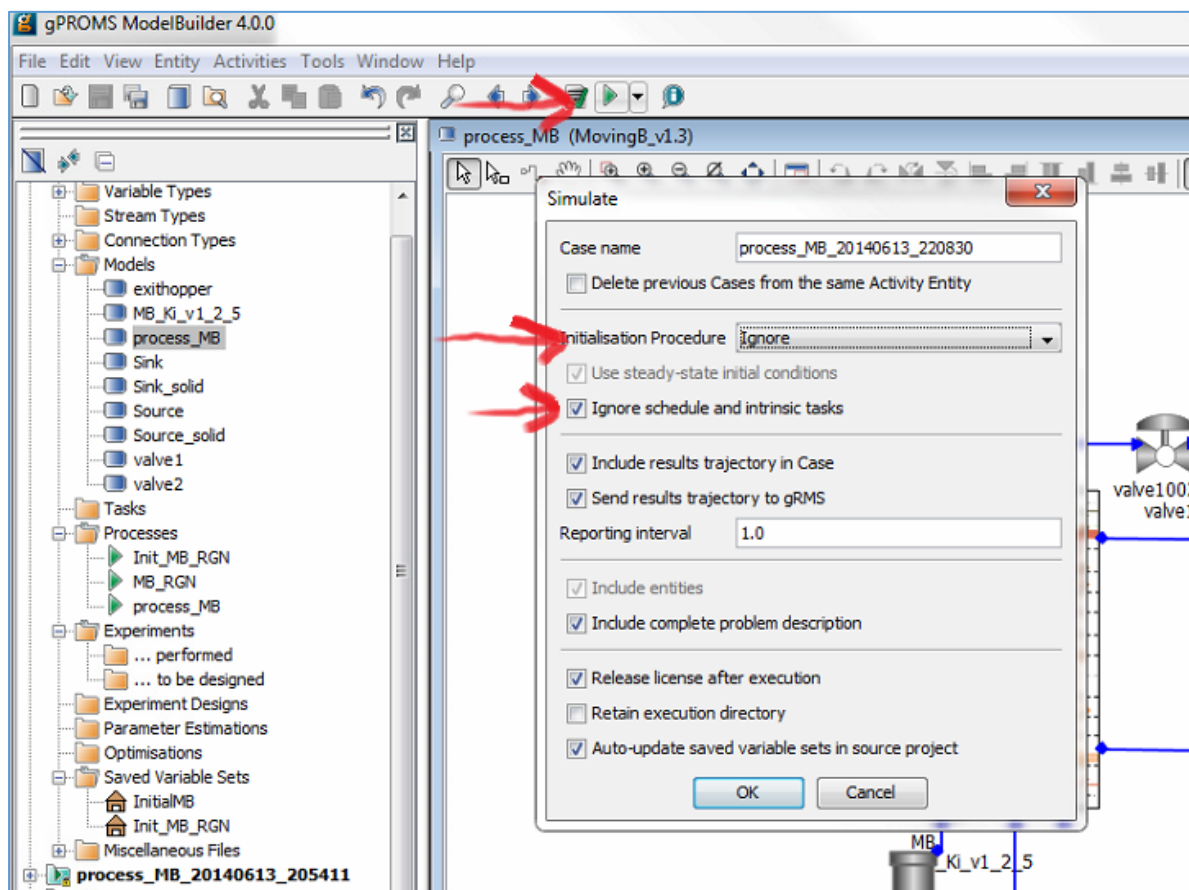 gPROMS ModelBuilder 4.0.0
File Edit View Entity Activities Tools Window Help
process_MB (MovingB_v1.3)
Variable Types
Stream Types
Connection Types
Models
exithopper
MB_Ki_v1_2_5
process_MB
Sink
Sink_solid
Source
Source_solid
valve1
valve2
Tasks
Processes
Init_MB_RGN
MB_RGN
process_MB
Experiments
... performed
... to be designed
Experiment Designs
Parameter Estimations
Optimisations
Saved Variable Sets
InitialMB
Init_MB_RGN
Miscellaneous Files
process_MB_20140613_205411
Simulate
Case name process_MB_20140613_220830
Delete previous Cases from the same Activity Entity
Initialisation Procedure Ignore
Use steady-state initial conditions
Ignore schedule and intrinsic tasks
Include results trajectory in Case
Send results trajectory to gRMS
Reporting interval 1.0
Include entities
Include complete problem description
Release license after execution
Retain execution directory
Auto-update saved variable sets in source project
OK Cancel
MB
_Ki_v1_2_5